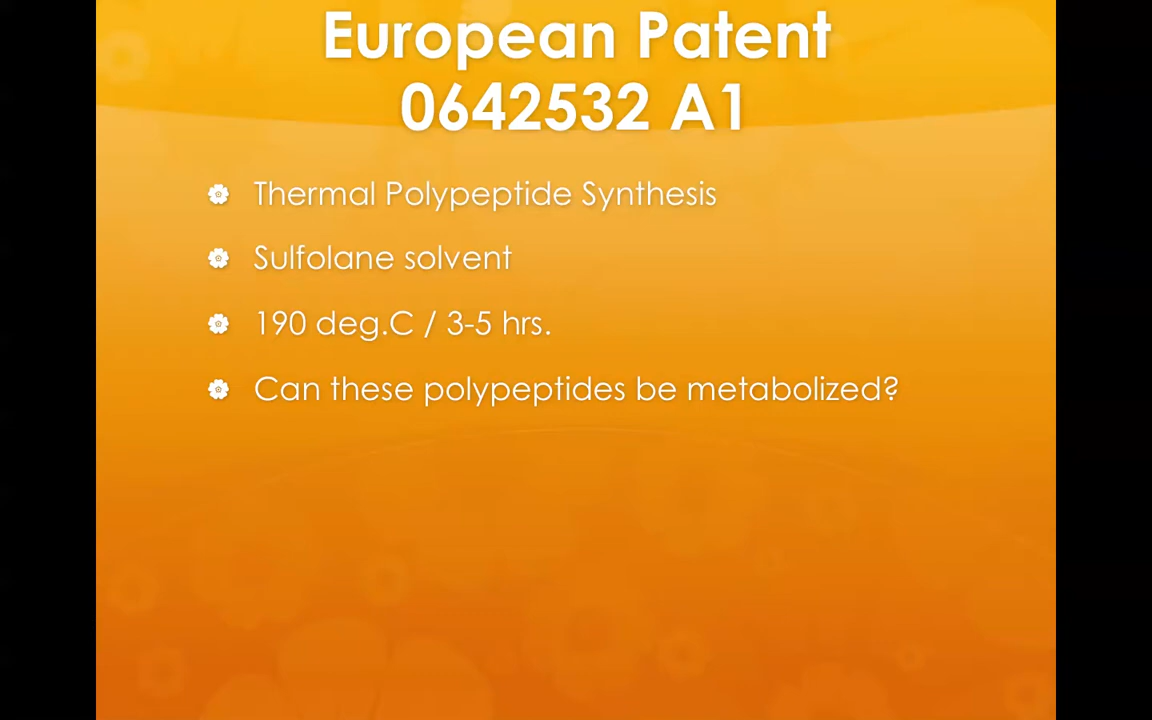 European Patent
0642532 A1
Thermal Polypeptide Synthesis
Sulfolane solvent
190 deg.C / 3-5 hrs.
Can these polypeptides be metabolized?